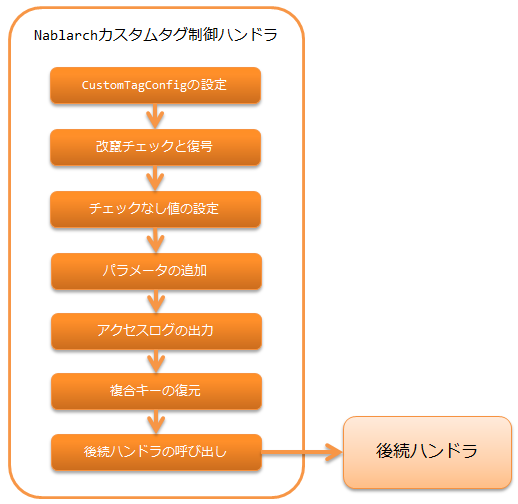 Nablarchカスタムタグ制御ハンドラ
CustomTagConfigの設定
改竄チェックと復号
チェックなし値の設定
パラメータの追加
アクセスログの出力
複合キーの復元
後続ハンドラの呼び出し
後続ハンドラ